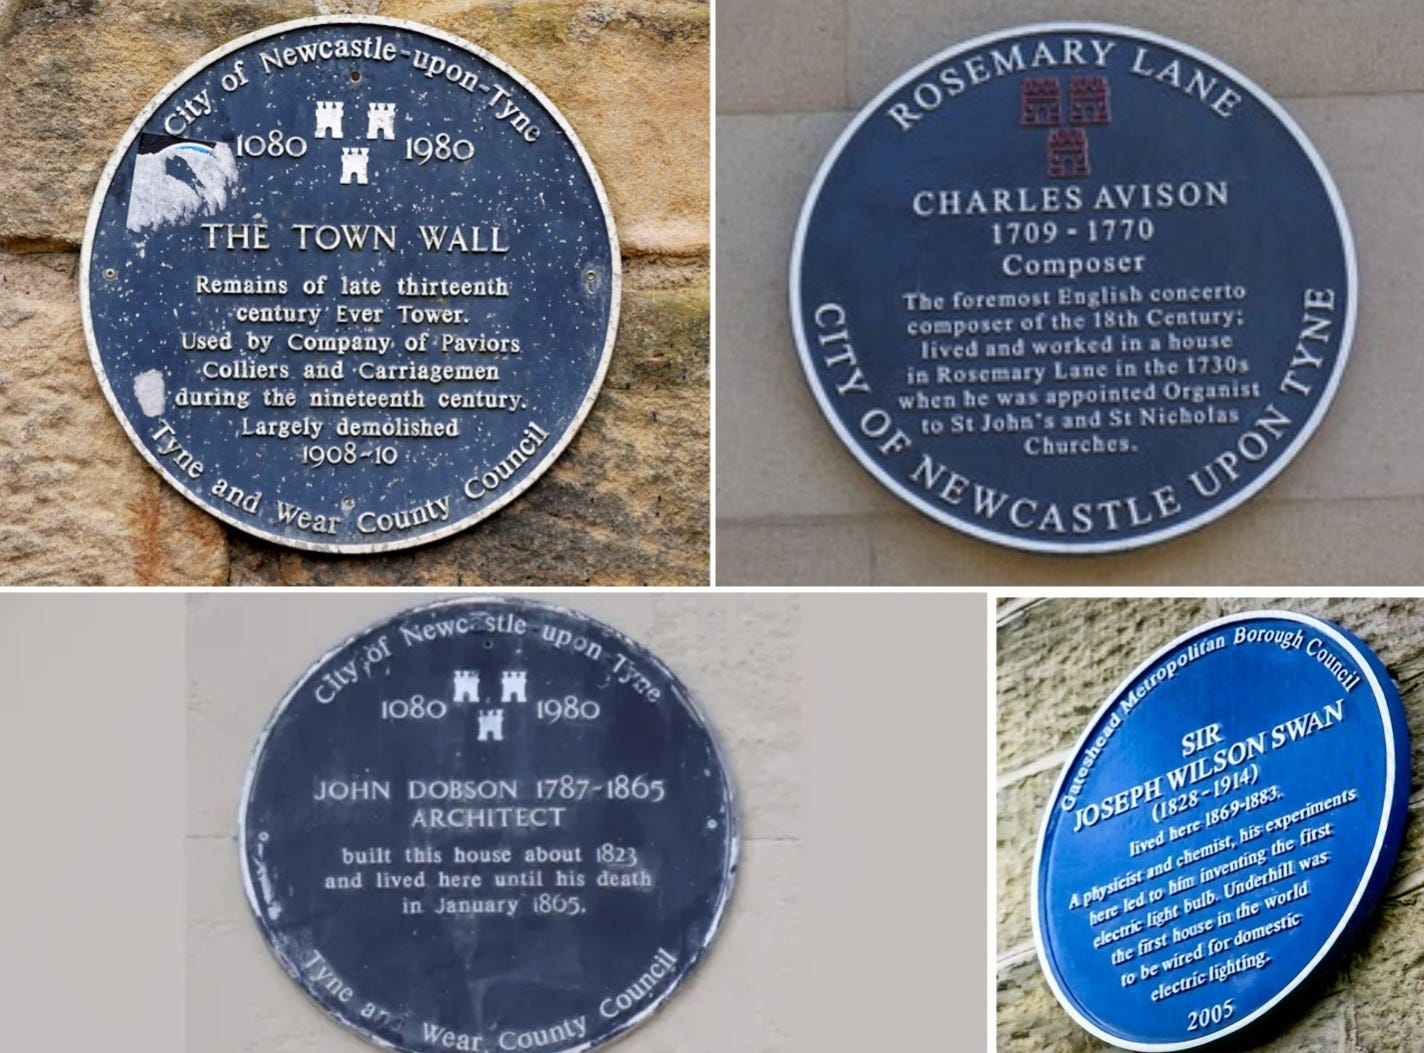 City of Newcastle-upon-Tyne
1080 1980
THE TOWN WALL
Remains of late thirteenth
century Ever Tower.
Used by Company of Paviors
Colliers and Carriagemen
during the nineteenth century.
Largely demolished
1908-10
Tyne and Wear County Council
ROSEMARY LANE
CHARLES AVISON
1709 - 1770
Composer
The foremost English concerto
composer of the 18th Century;
lived and worked in a house
in Rosemary Lane in the 1730s
when he was appointed Organist
to St John's and St Nicholas
Churches.
CITY OF NEWCASTLE UPON TYNE
City of Newcastle upon Tyne
1080 1980
JOHN DOBSON 1787-1865
ARCHITECT
built this house about 1823
and lived here until his death
in January 1865.
Tyne and Wear County Council
Gateshead Metropolitan Borough Council
SIR
JOSEPH WILSON SWAN
(1828-1914)
lived here 1869-1883.
A physicist and chemist, his experiments
here led to him inventing the first
electric light bulb. Underhill was
the first house in the world
to be wired for domestic
electric lighting.
2005